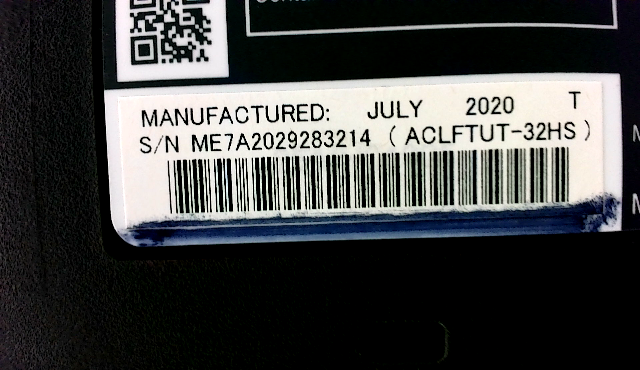 MANUFACTURED: JULY 2020 T
S/N ME7A2029283214 ( ACLFTUT-32HS )